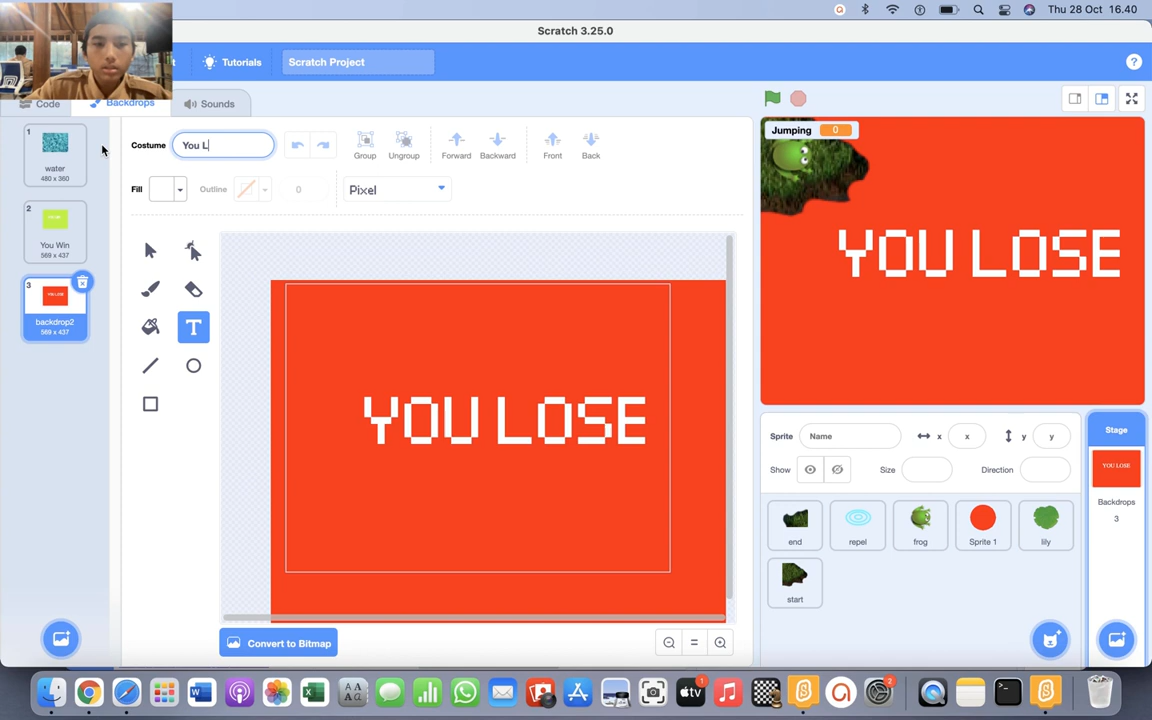 Thu 28 Oct 16.40
Scratch 3.25.0
Tutorials
Scratch Project
?
Code
Backdrops
Sounds
1
water
480 x 360
2
You Win
569 x 437
3
YOU LOSE
backdrop2
569 x 437
Costume
You L
Group
Ungroup
Forward
Backward
Front
Back
Fill
Outline
0
Pixel
T
YOU LOSE
Convert to Bitmap
Jumping 0
YOU LOSE
Sprite
Name
x
x
y
y
Show
Size
Direction
end
repel
frog
Sprite 1
lily
start
Stage
YOU LOSE
Backdrops
3
tv
1
2